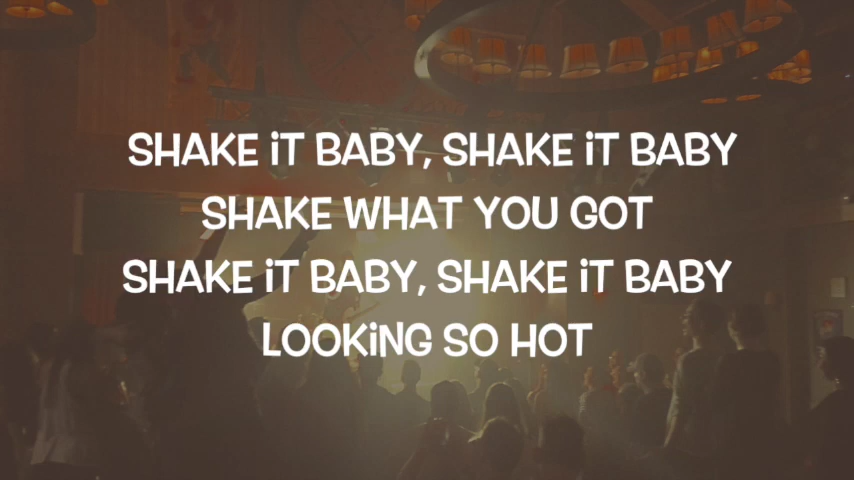 SHAKE iT BABY, SHAKE iT BABY
SHAKE WHAT YOU GOT
SHAKE iT BABY, SHAKE iT BABY
LOOKiNG SO HOT